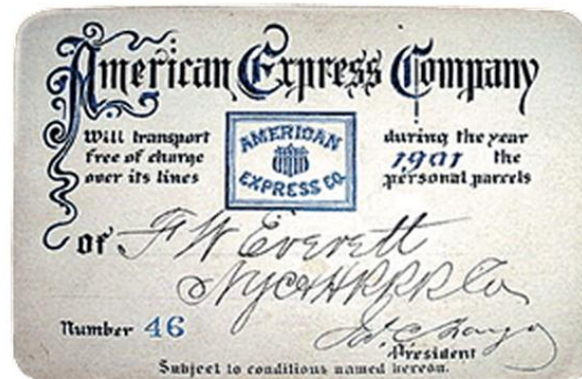 American Express Company
Will transport
free of charge
over its lines
AMERICAN
EXPRESS CO.
during the year
1901 the
personal parcels
of F W Everett
NYC&HRRR Co
Number 46
President
Subject to conditions named hereon.